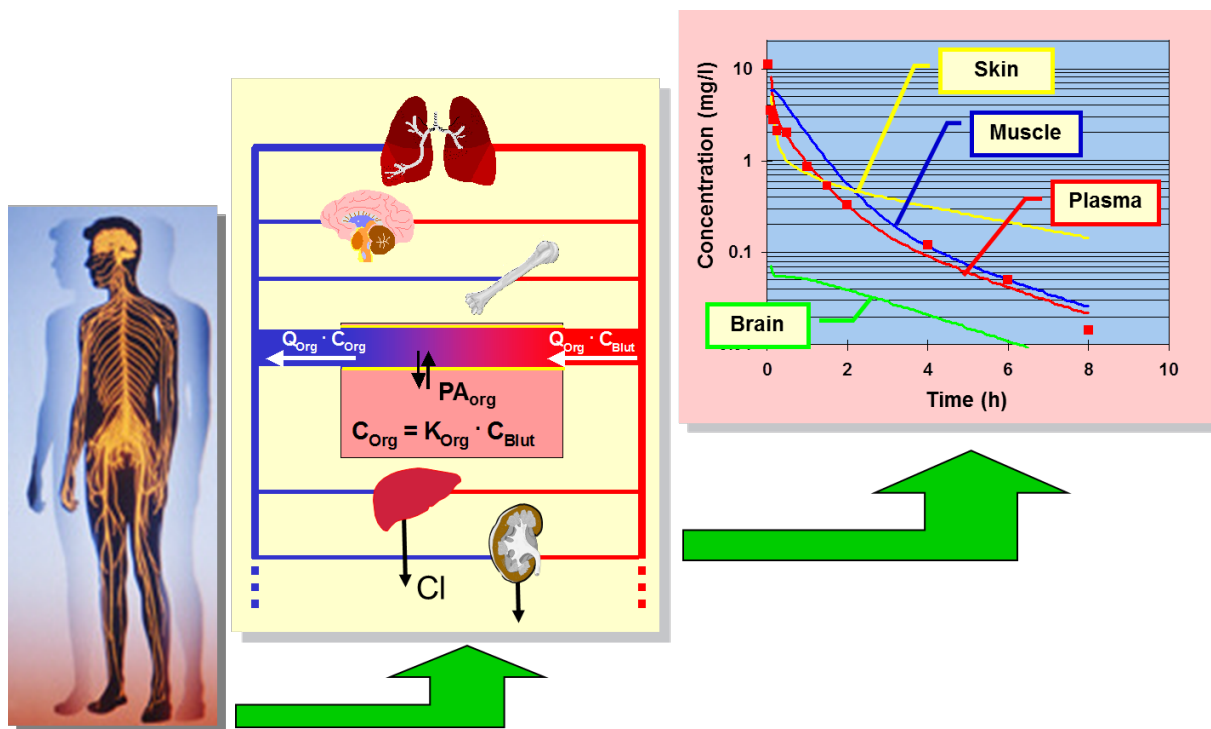 Q_Org · C_Org
Q_Org · C_Blut
PA_org
C_Org = K_Org · C_Blut
Cl
Concentration (mg/l)
10
1
0.1
Skin
Muscle
Plasma
Brain
0
2
4
6
8
10
Time (h)